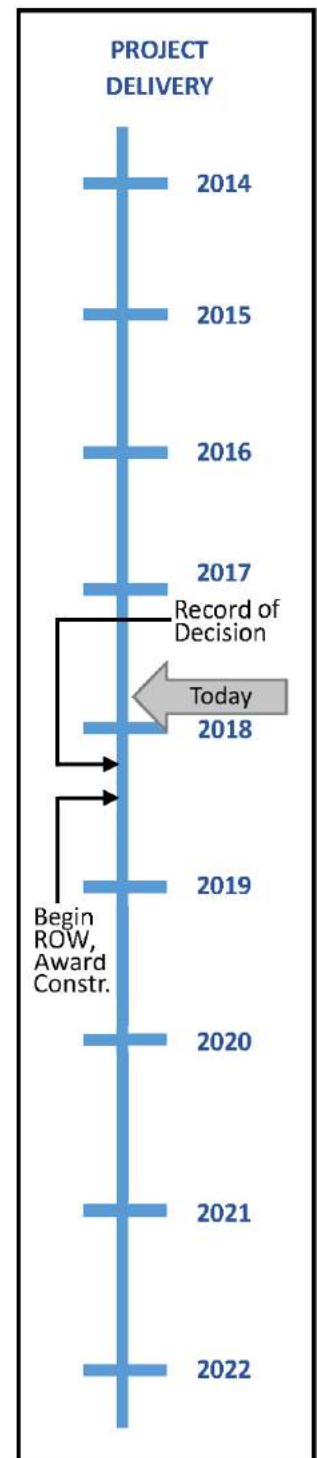 PROJECT
DELIVERY
2014
2015
2016
2017
Record of
Decision
Today
2018
2019
Begin
ROW,
Award
Constr.
2020
2021
2022